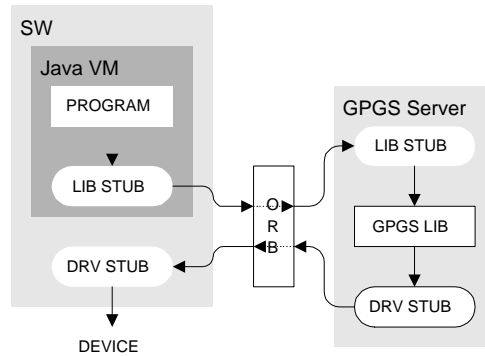 SW
Java VM
PROGRAM
LIB STUB
DRV STUB
DEVICE
O
R
B
GPGS Server
LIB STUB
GPGS LIB
DRV STUB